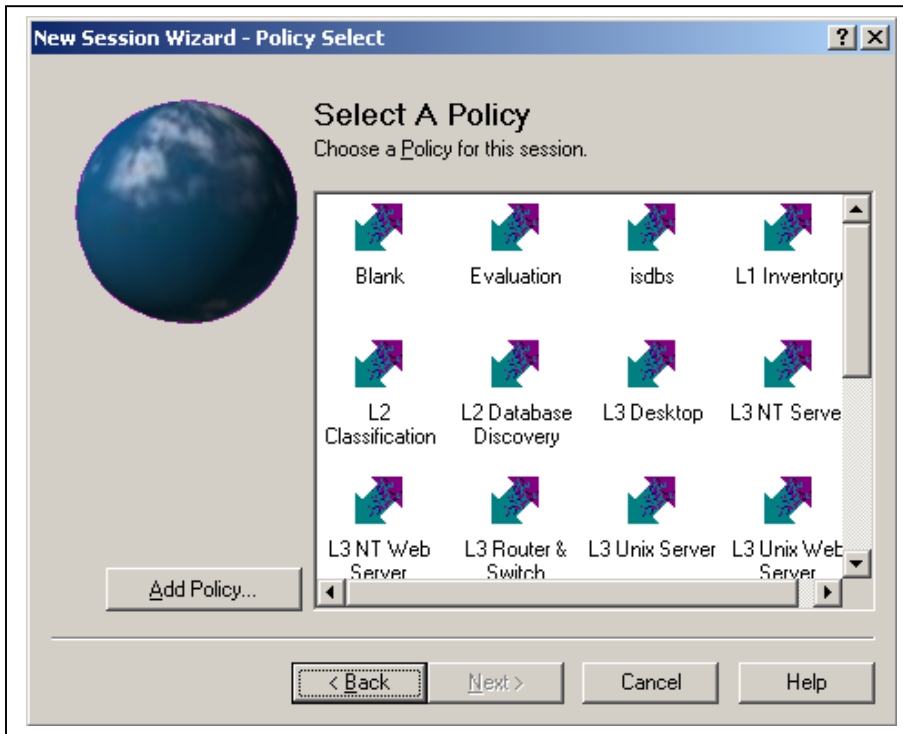 New Session Wizard - Policy Select
Select A Policy
Choose a Policy for this session.
Blank Evaluation isdbs L1 Inventory
L2 Classification L2 Database Discovery L3 Desktop L3 NT Serve
L3 NT Web Server L3 Router & Switch L3 Unix Server L3 Unix Web Server
Add Policy...
< Back Next > Cancel Help